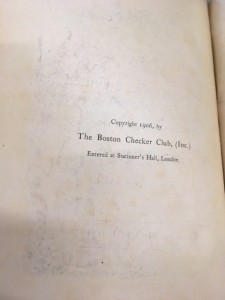 Copyright 1906, by
The Boston Checker Club, (Inc.)
Entered at Stationer's Hall, London.